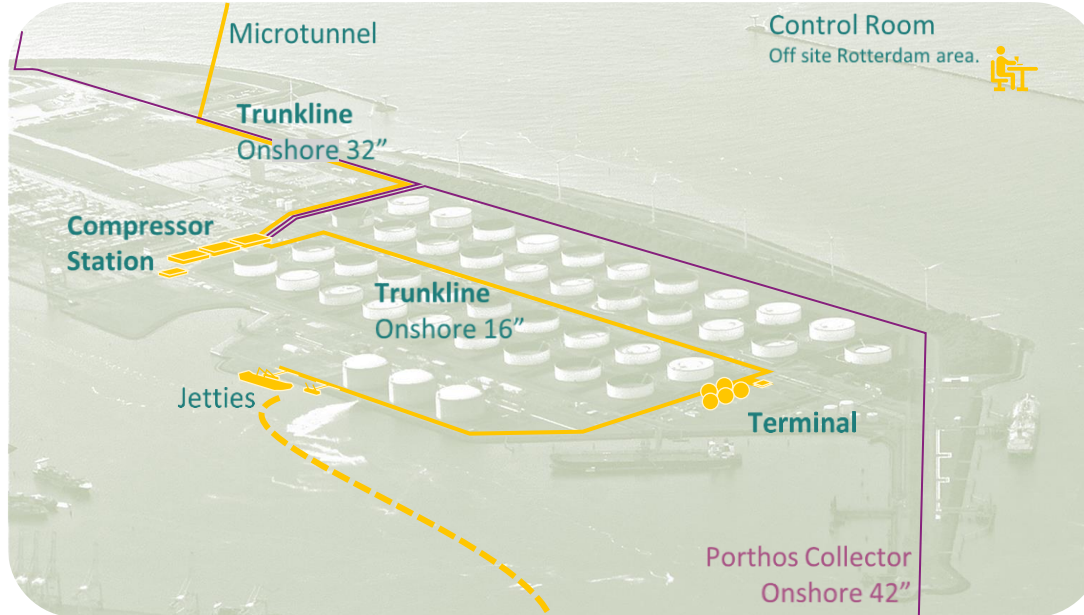 Microtunnel
Control Room
Off site Rotterdam area.
Trunkline
Onshore 32”
Compressor
Station
Trunkline
Onshore 16”
Jetties
Terminal
Porthos Collector
Onshore 42”